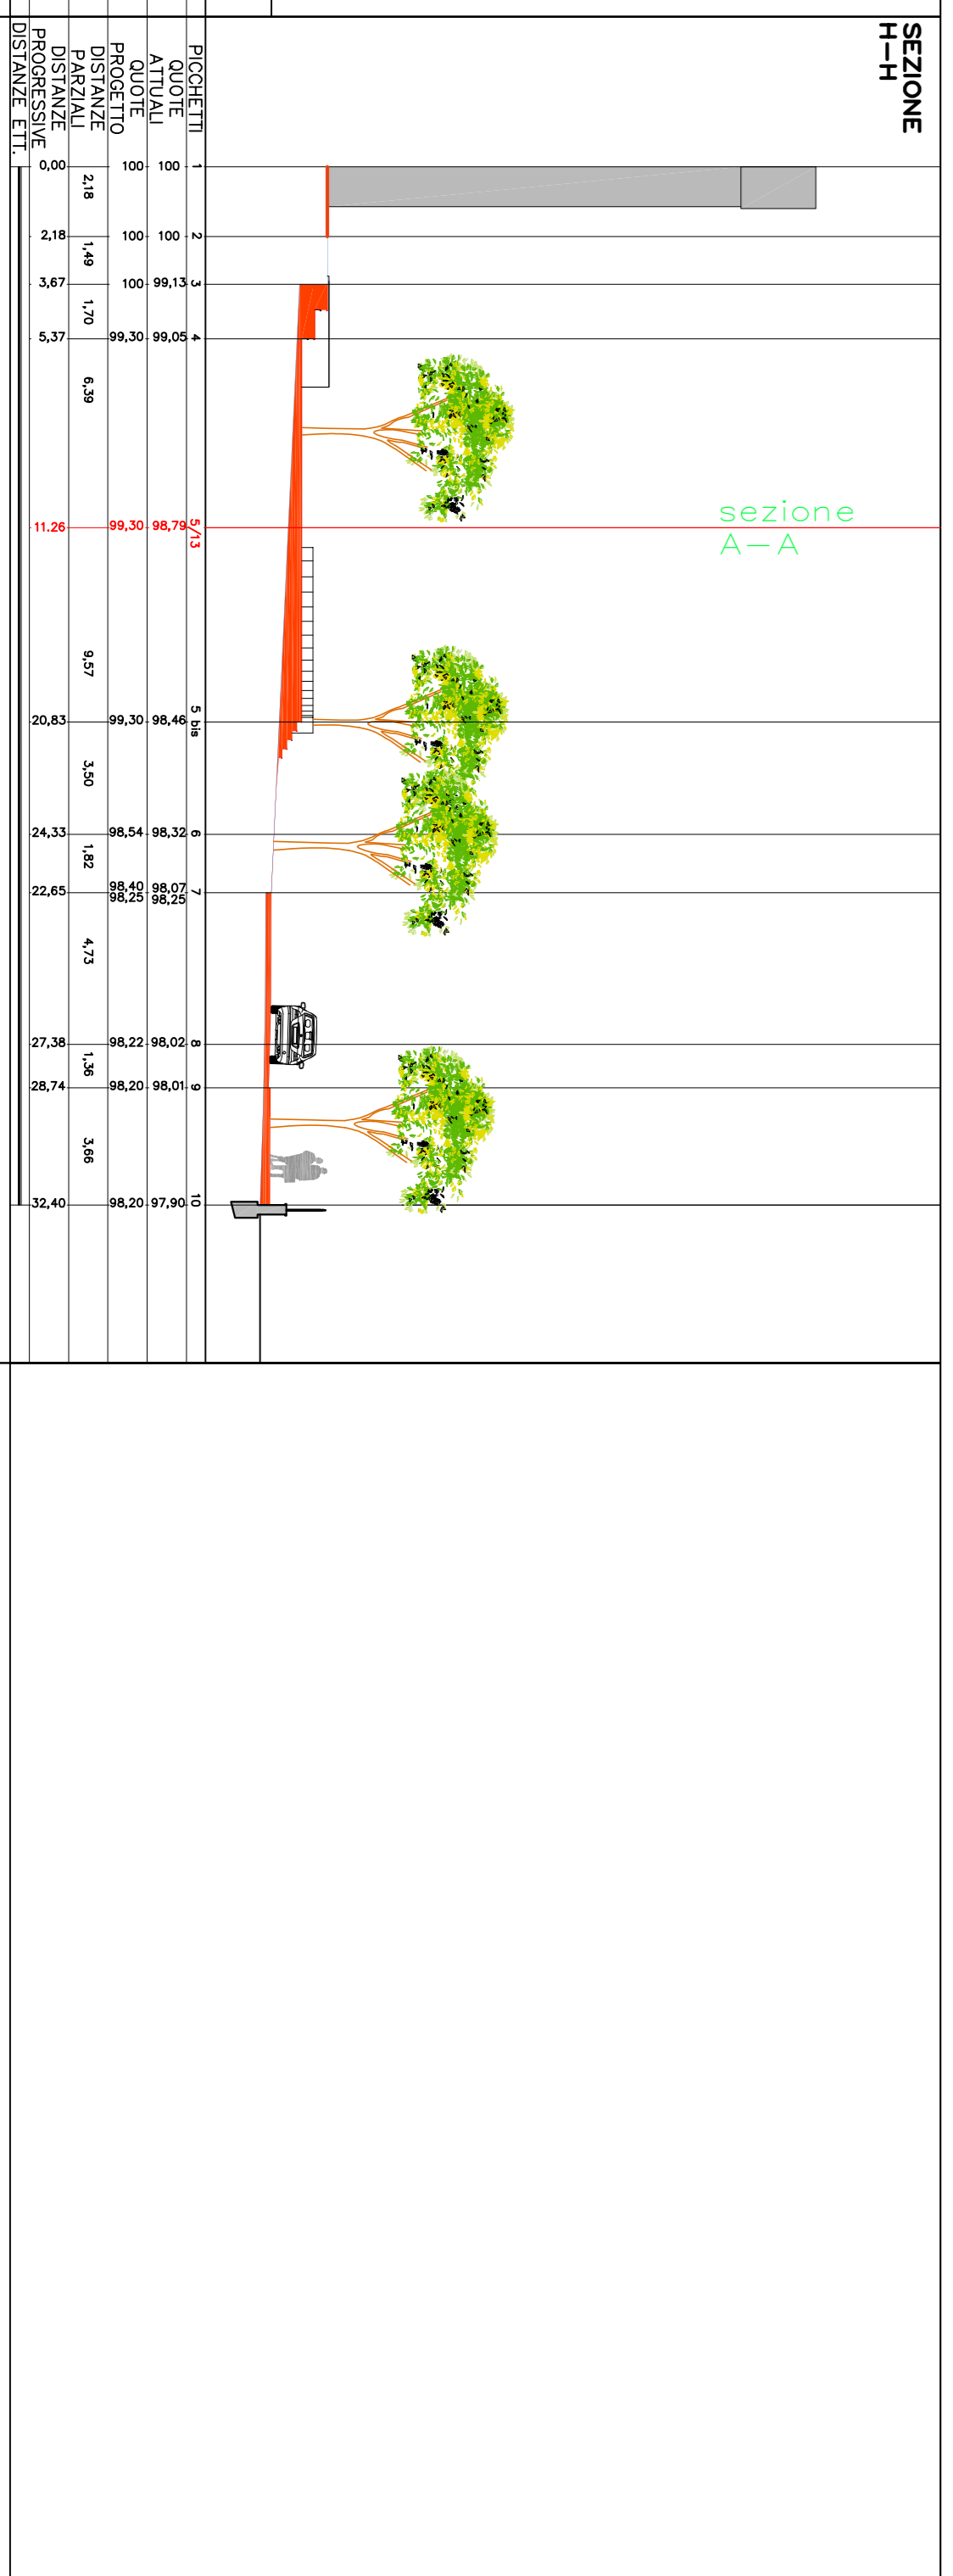 SEZIONE
H-H
sezione
A-A
PICCHETTI 1 2 3 4 5/13 5 bis 6 7 8 9 10
QUOTE
ATTUALI 100 100 99,13 99,05 98,79 98,46 98,32 98,07 98,25 98,02 98,01 97,90
QUOTE
PROGETTO 100 100 100 99,30 99,30 99,30 98,54 98,40 98,25 98,22 98,20 98,20
DISTANZE
PARZIALI 2,18 1,49 1,70 6,39 9,57 3,50 1,82 4,73 1,36 3,66
DISTANZE
PROGRESSIVE 0,00 2,18 3,67 5,37 11.26 20,83 24,33 22,65 27,38 28,74 32,40
DISTANZE ETT.